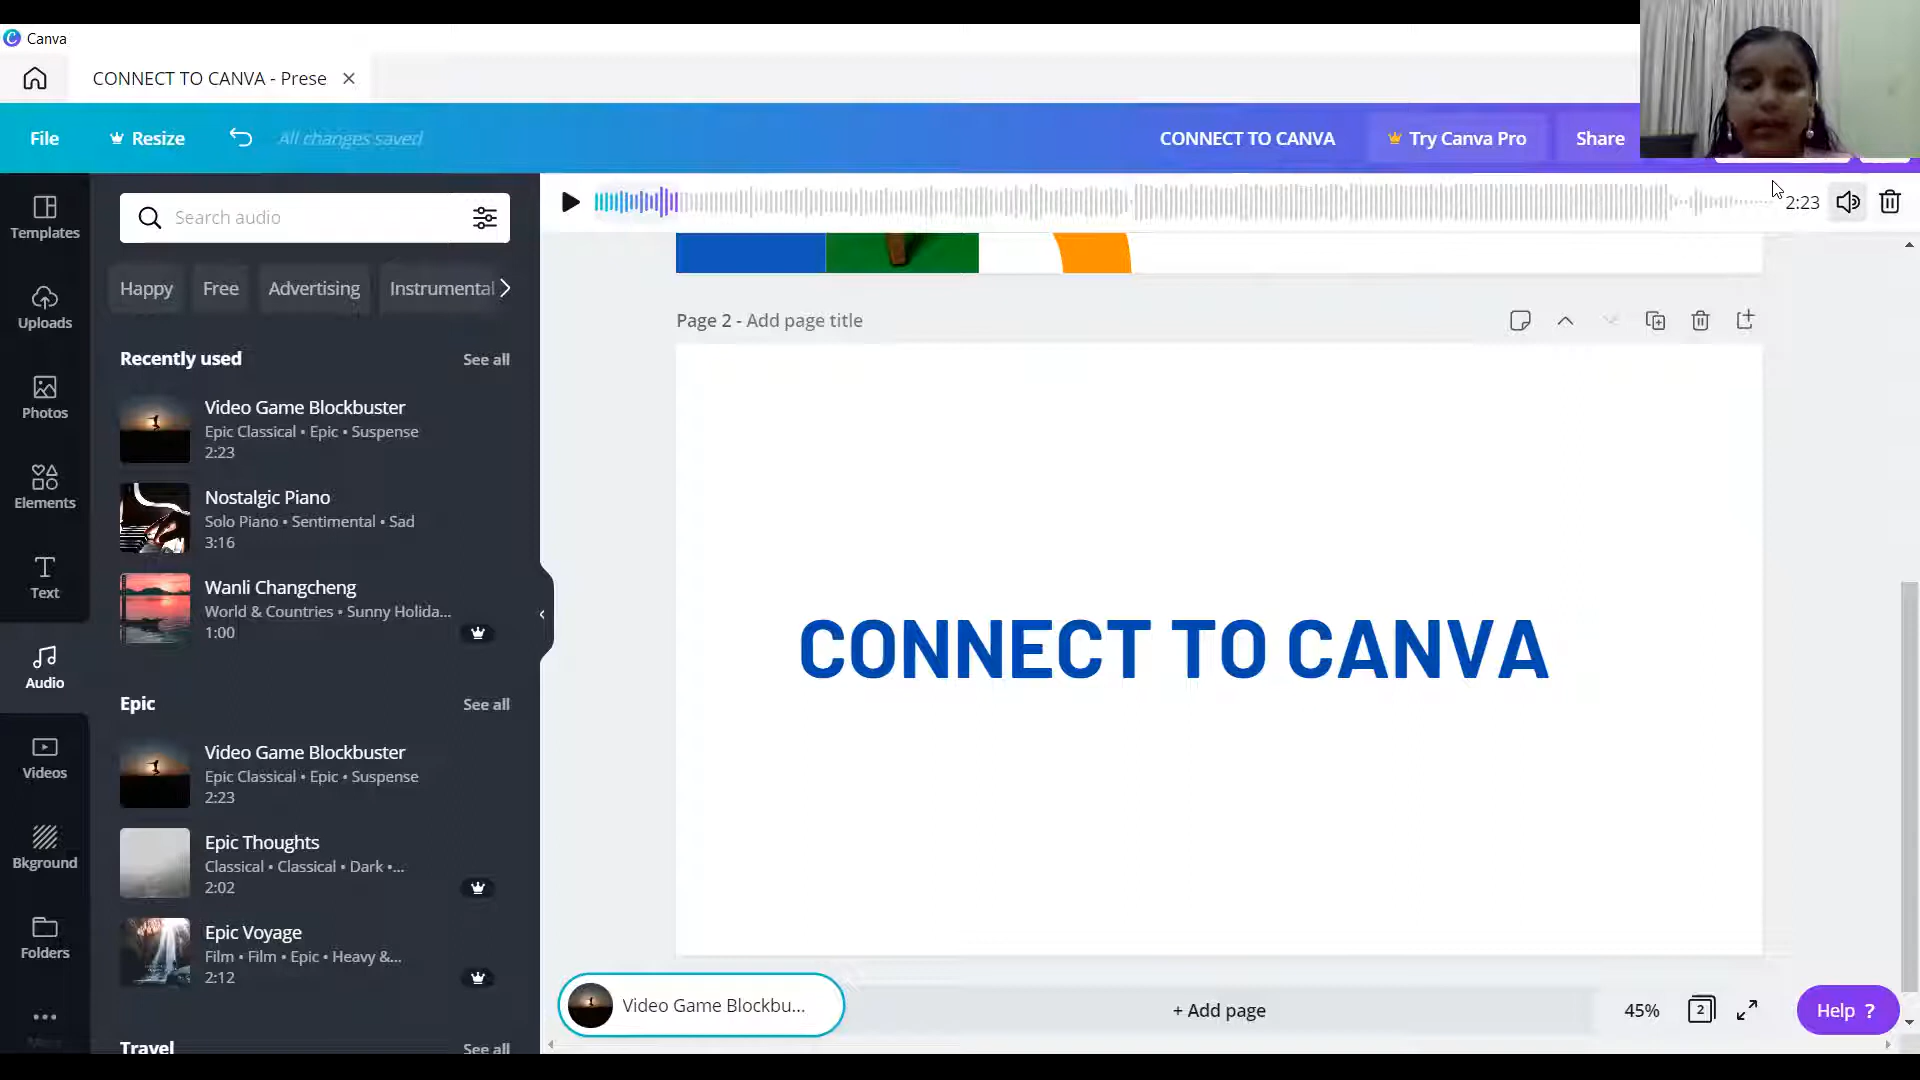 Canva
CONNECT TO CANVA - Prese
File
Resize
All changes saved
CONNECT TO CANVA
Try Canva Pro
Share
Templates
Uploads
Photos
Elements
Text
Audio
Videos
Bkground
Folders
Search audio
Happy
Free
Advertising
Instrumental
Recently used
See all
Video Game Blockbuster
Epic Classical • Epic • Suspense
2:23
Nostalgic Piano
Solo Piano • Sentimental • Sad
3:16
Wanli Changcheng
World & Countries • Sunny Holida...
1:00
Epic
See all
Video Game Blockbuster
Epic Classical • Epic • Suspense
2:23
Epic Thoughts
Classical • Classical • Dark •...
2:02
Epic Voyage
Film • Film • Epic • Heavy &...
2:12
Travel
See all
2:23
Page 2 - Add page title
CONNECT TO CANVA
Video Game Blockbu...
+ Add page
45%
2
Help ?